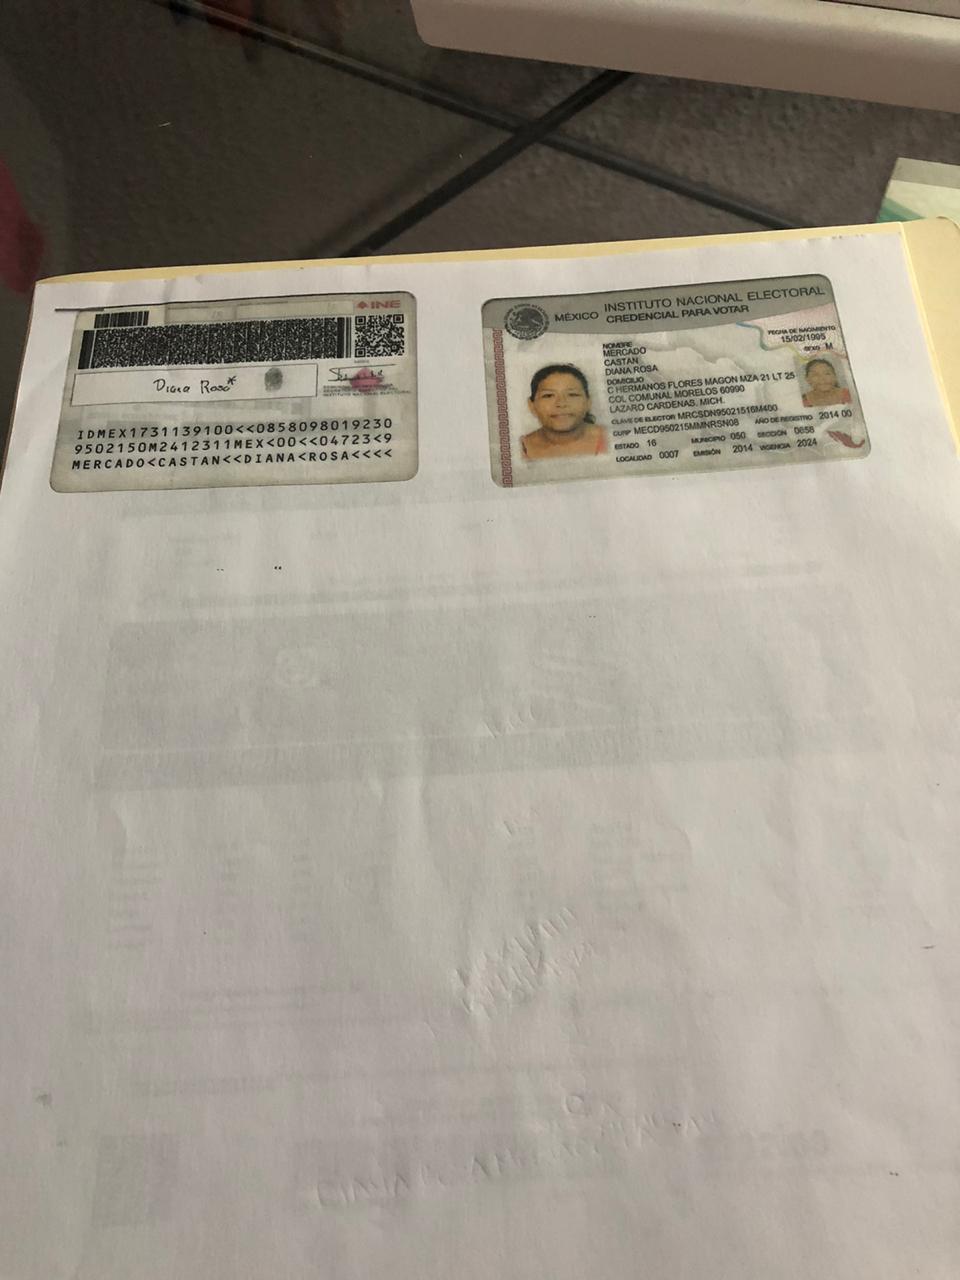 INE
Diana Rosa
IDMEX1731139100<<0858098019230
9502150M2412311MEX<00<<04723<9
MERCADO<CASTAN<<DIANA<ROSA<<<<
MÉXICO INSTITUTO NACIONAL ELECTORAL
CREDENCIAL PARA VOTAR
FECHA DE NACIMIENTO
15/02/1995
SEXO M
NOMBRE
MERCADO
CASTAN
DIANA ROSA
DOMICILIO
C HERMANOS FLORES MAGON MZA 21 LT 25
COL COMUNAL MORELOS 60990
LAZARO CARDENAS, MICH.
CLAVE DE ELECTOR MRCSDN95021516M400
CURP MECD950215MMNRSN08 AÑO DE REGISTRO 2014 00
ESTADO 16 MUNICIPIO 050 SECCIÓN 0858
LOCALIDAD 0007 EMISIÓN 2014 VIGENCIA 2024